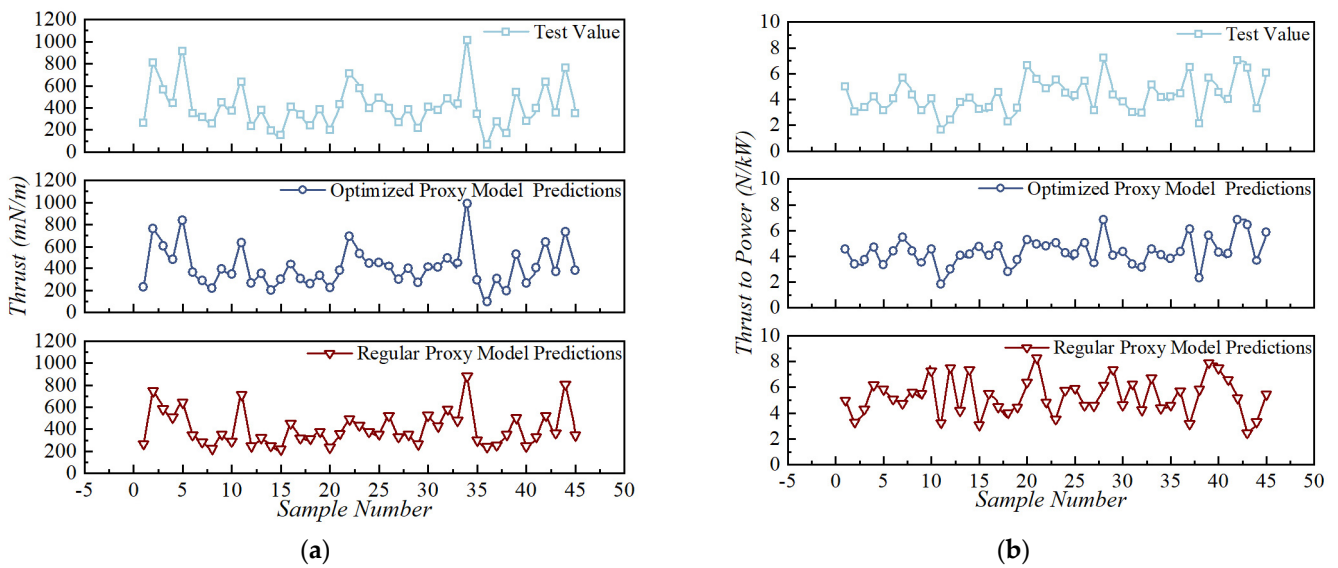 1200
1000
800
600
400
200
0
Test Value
1000
800
600
400
200
0
Optimized Proxy Model Predictions
1200
1000
800
600
400
200
0
Regular Proxy Model Predictions
Thrust (mN/m)
-5 0 5 10 15 20 25 30 35 40 45 50
Sample Number
(a)
10
8
6
4
2
0
Test Value
10
8
6
4
2
0
Optimized Proxy Model Predictions
10
8
6
4
2
0
Regular Proxy Model Predictions
Thrust to Power (N/kW)
-5 0 5 10 15 20 25 30 35 40 45 50
Sample Number
(b)